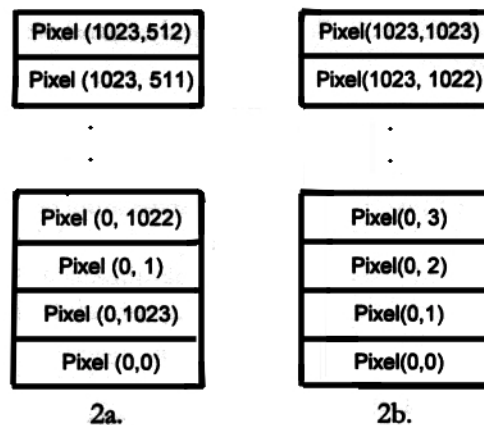 Pixel (1023,512)
Pixel (1023, 511)
Pixel (0, 1022)
Pixel (0, 1)
Pixel (0,1023)
Pixel (0,0)
2a.
Pixel(1023,1023)
Pixel(1023, 1022)
Pixel(0, 3)
Pixel(0, 2)
Pixel(0,1)
Pixel(0,0)
2b.